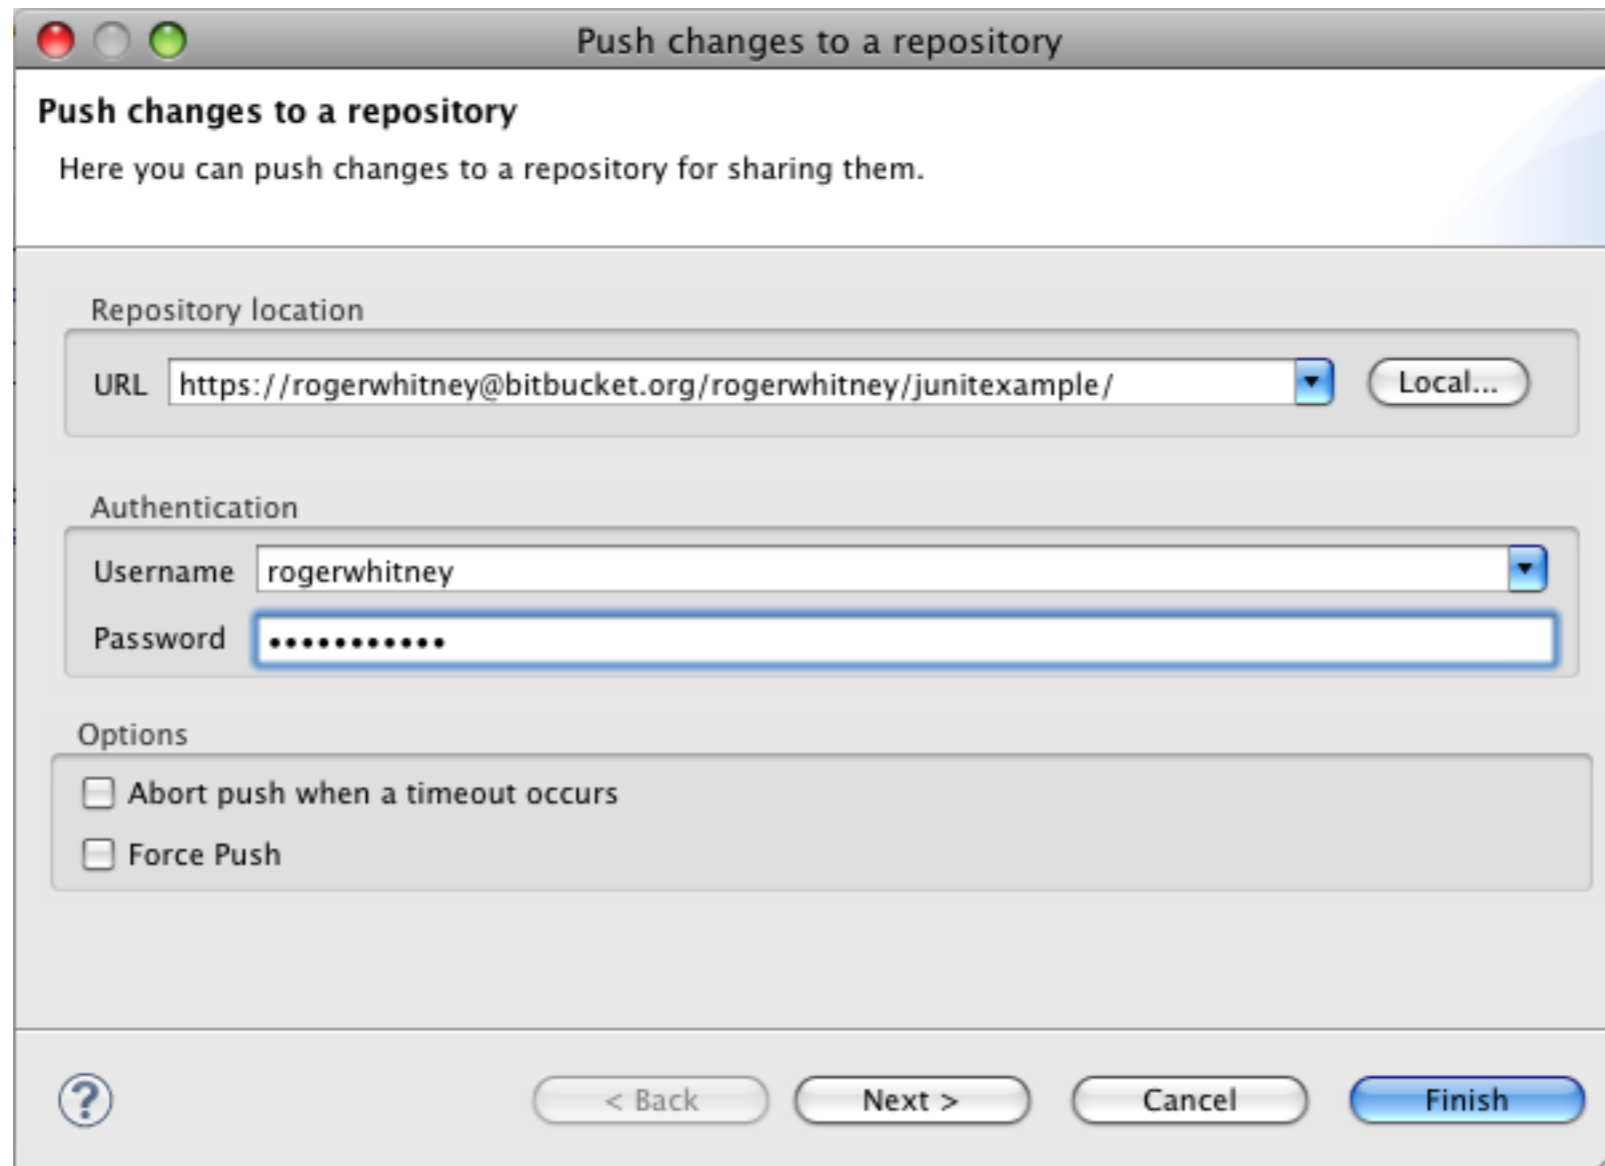 Push changes to a repository
Push changes to a repository
Here you can push changes to a repository for sharing them.
Repository location
URL https://rogerwhitney@bitbucket.org/rogerwhitney/junitexample/ Local...
Authentication
Username rogerwhitney
Password •••••••••••
Options
Abort push when a timeout occurs
Force Push
? < Back Next > Cancel Finish